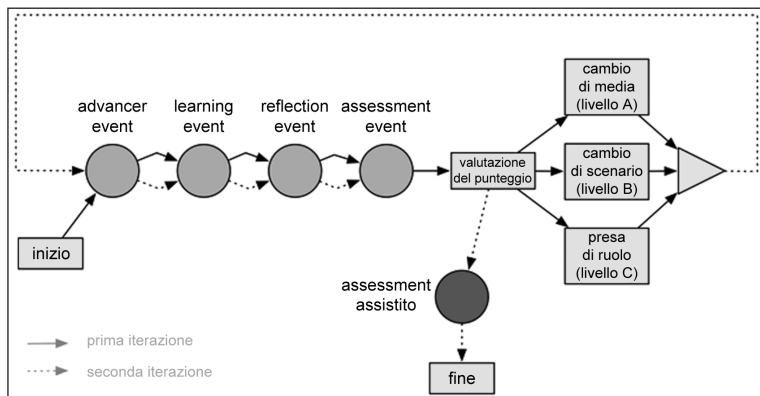 advancer
event
learning
event
reflection
event
assessment
event
valutazione
del punteggio
cambio
di media
(livello A)
cambio
di scenario
(livello B)
presa
di ruolo
(livello C)
inizio
assessment
assistito
fine
prima iterazione
seconda iterazione